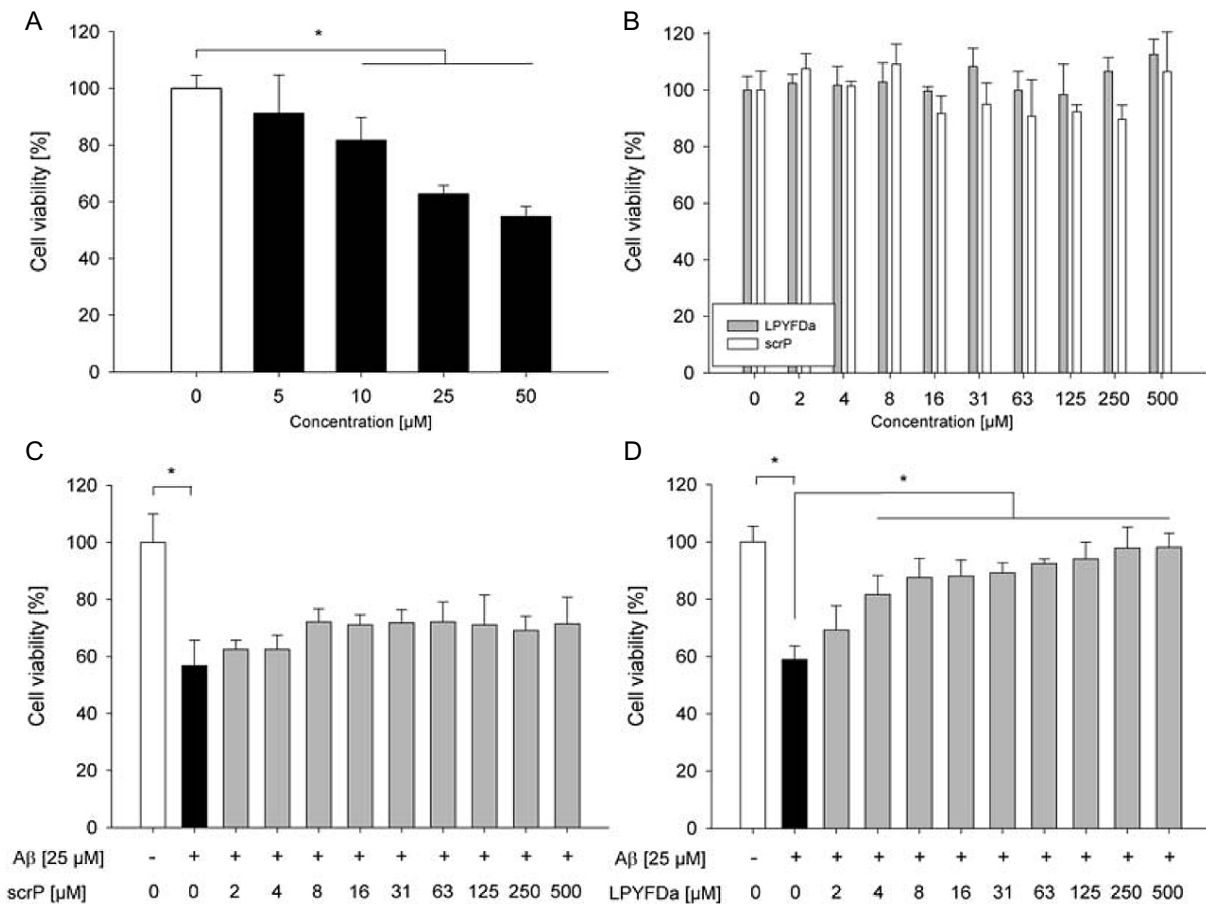 A
120
100
80
60
40
20
0
Cell viability [%]
*
0 5 10 25 50
Concentration [µM]
B
120
100
80
60
40
20
0
Cell viability [%]
LPYFDa
scrP
0 2 4 8 16 31 63 125 250 500
Concentration [µM]
C
120
100
80
60
40
20
0
Cell viability [%]
*
Aβ [25 µM] - + + + + + + + + + +
scrP [µM] 0 0 2 4 8 16 31 63 125 250 500
D
120
100
80
60
40
20
0
Cell viability [%]
*
*
Aβ [25 µM] - + + + + + + + + + +
LPYFDa [µM] 0 0 2 4 8 16 31 63 125 250 500